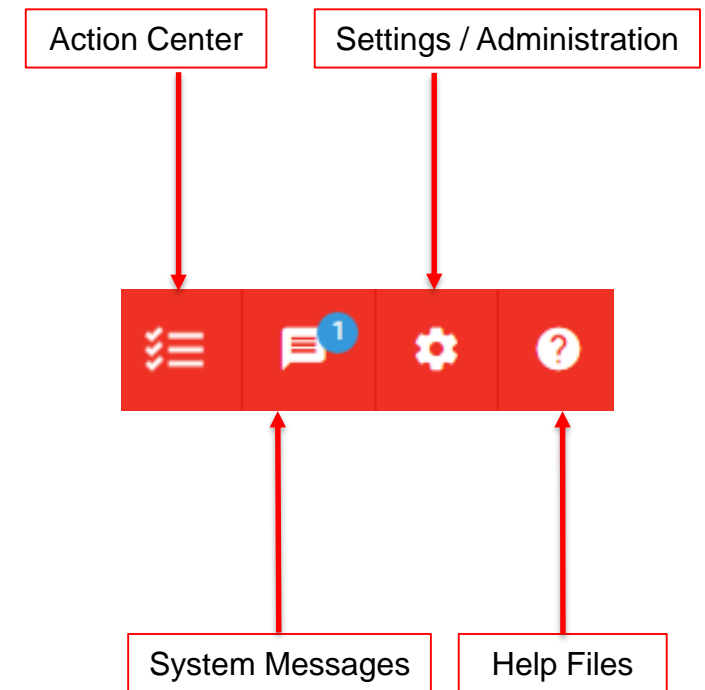 Action Center
Settings / Administration
1
?
System Messages
Help Files